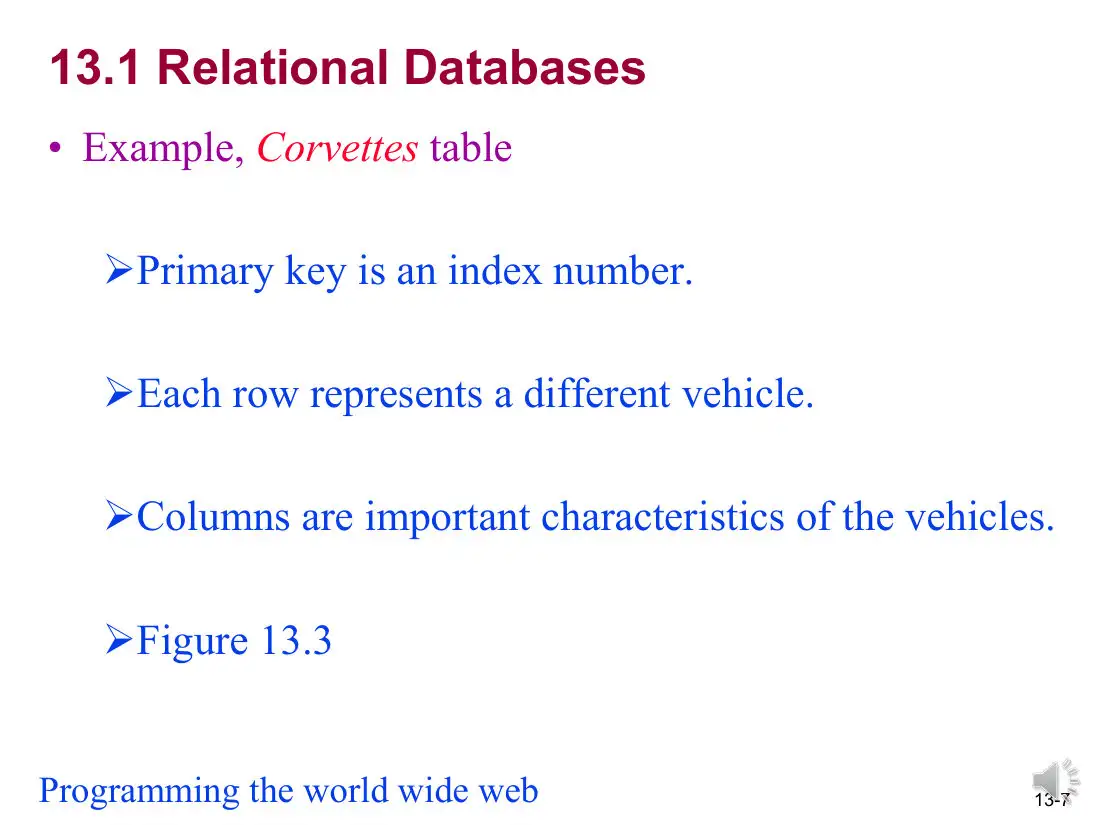 13.1 Relational Databases
• Example, Corvettes table
➢Primary key is an index number.
➢Each row represents a different vehicle.
➢Columns are important characteristics of the vehicles.
➢Figure 13.3
Programming the world wide web
13-7